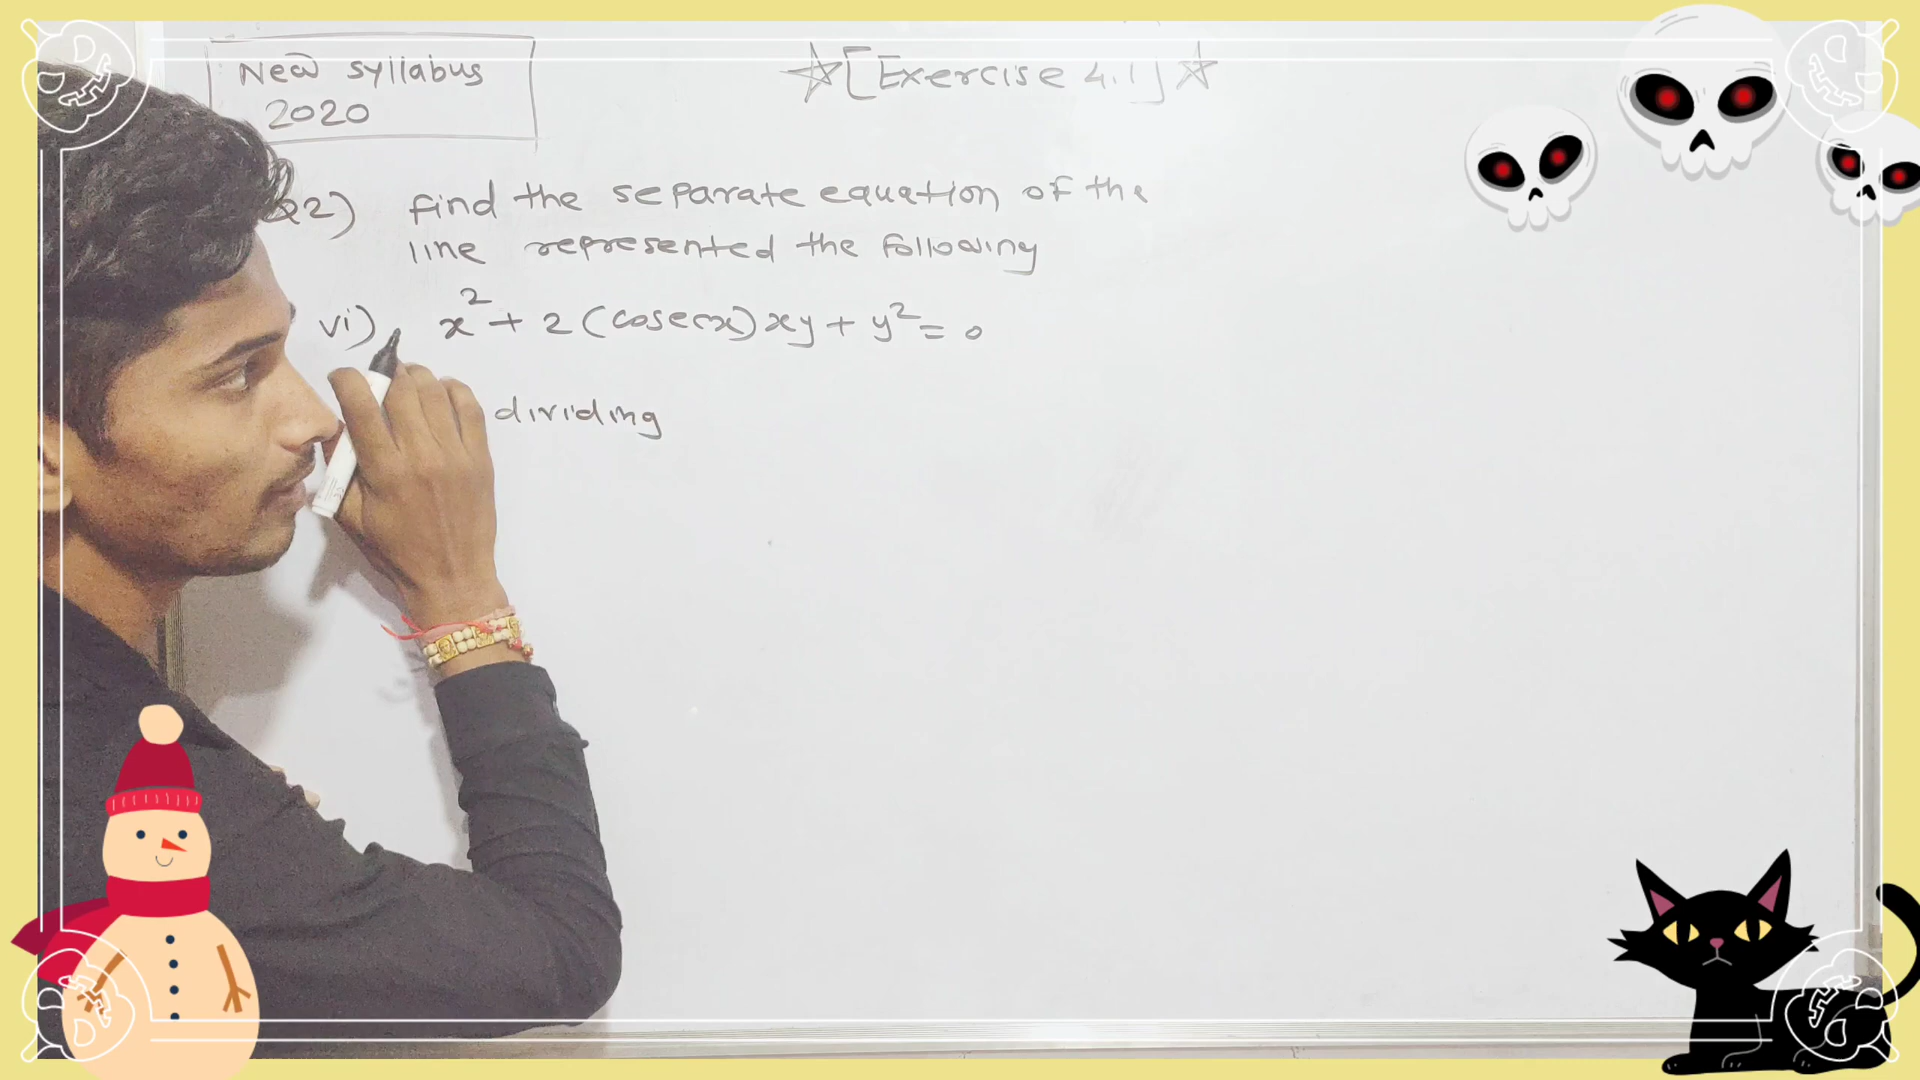 New syllabus
2020
[Exercise 4.1]
Q2) find the separate equation of the
line represented the following
vi) x² + 2 (cosec x) xy + y² = 0
dividing